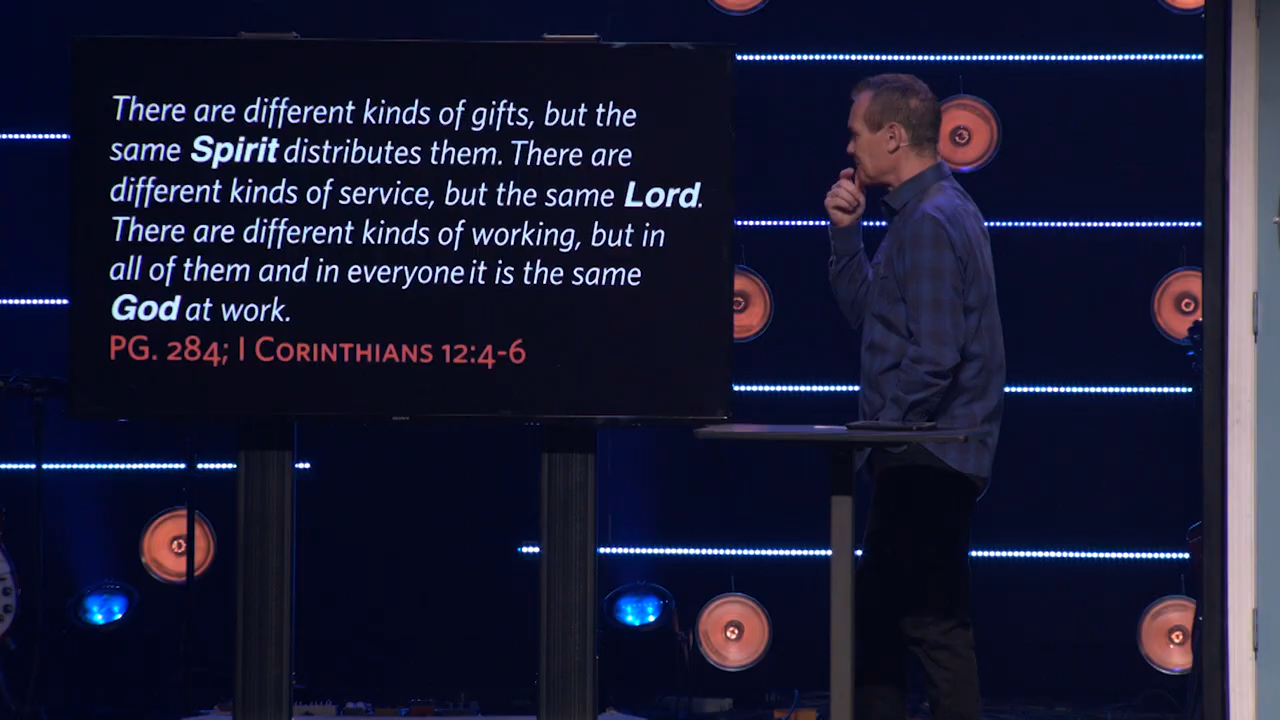 There are different kinds of gifts, but the
same Spirit distributes them. There are
different kinds of service, but the same Lord.
There are different kinds of working, but in
all of them and in everyone it is the same
God at work.
PG. 284; I CORINTHIANS 12:4-6